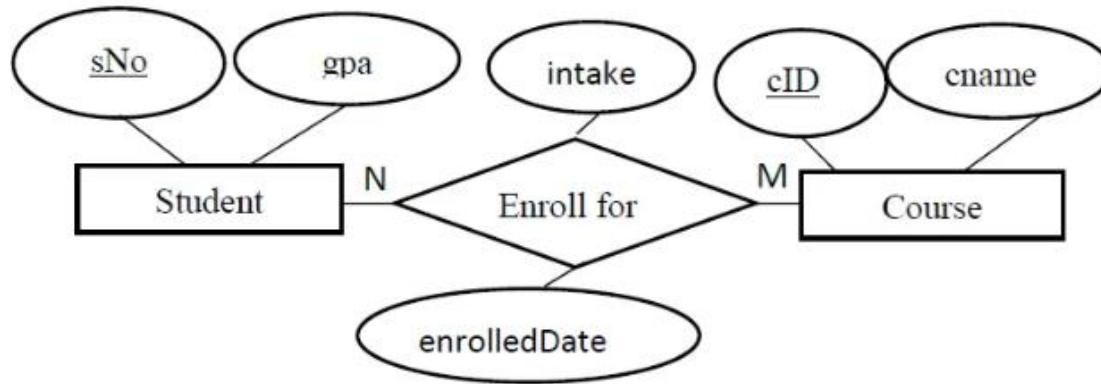 sNo
gpa
intake
cID
cname
Student
N
Enroll for
M
Course
enrolledDate